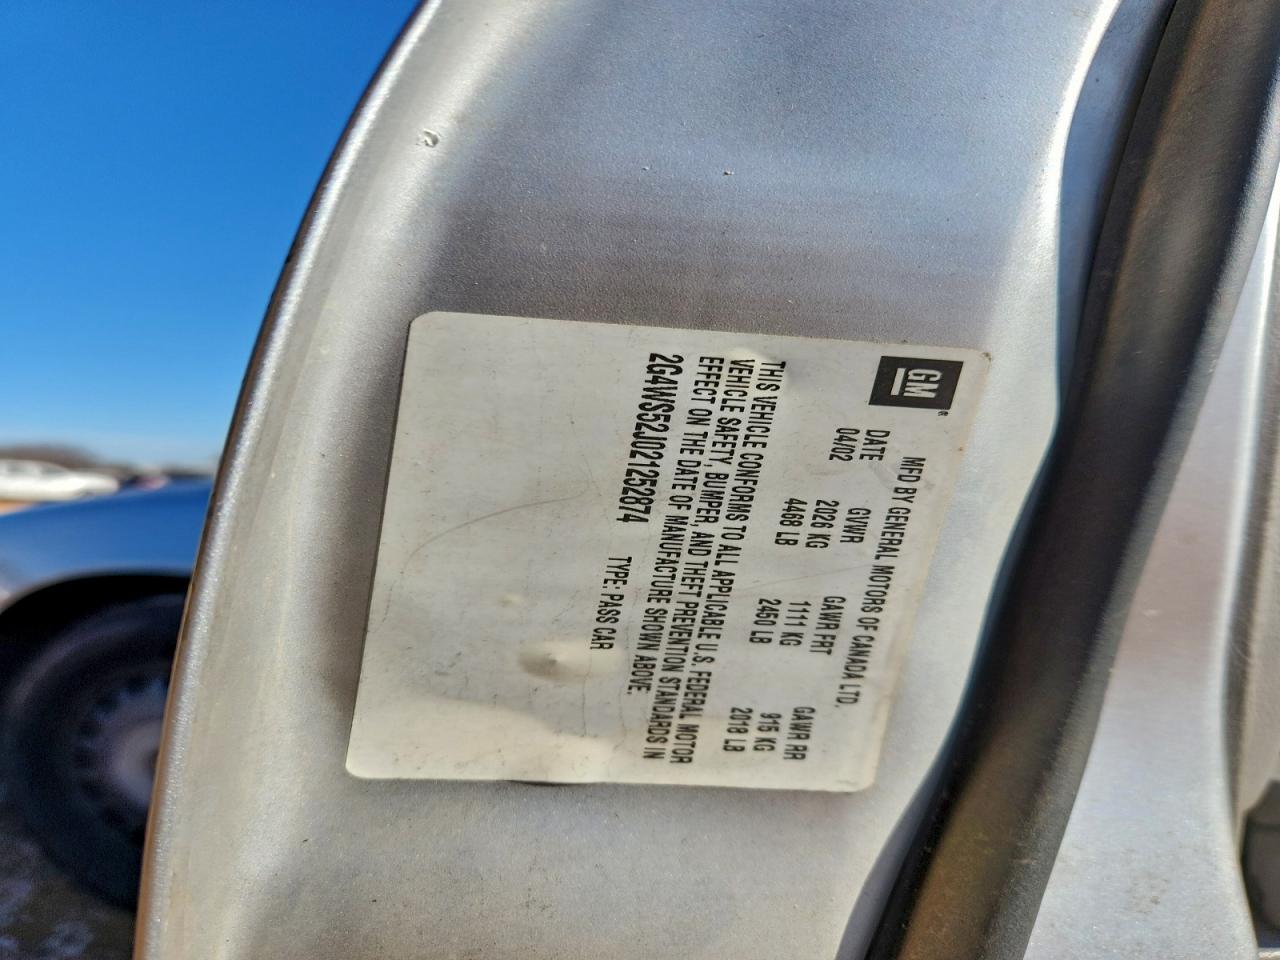 GM®
MFD BY GENERAL MOTORS OF CANADA LTD.
DATE GVWR GAWR FRT GAWR RR
04/02 2026 KG 1111 KG 915 KG
4468 LB 2450 LB 2018 LB
THIS VEHICLE CONFORMS TO ALL APPLICABLE U.S. FEDERAL MOTOR
VEHICLE SAFETY, BUMPER, AND THEFT PREVENTION STANDARDS IN
EFFECT ON THE DATE OF MANUFACTURE SHOWN ABOVE.
2G4WS52J021252874 TYPE: PASS CAR